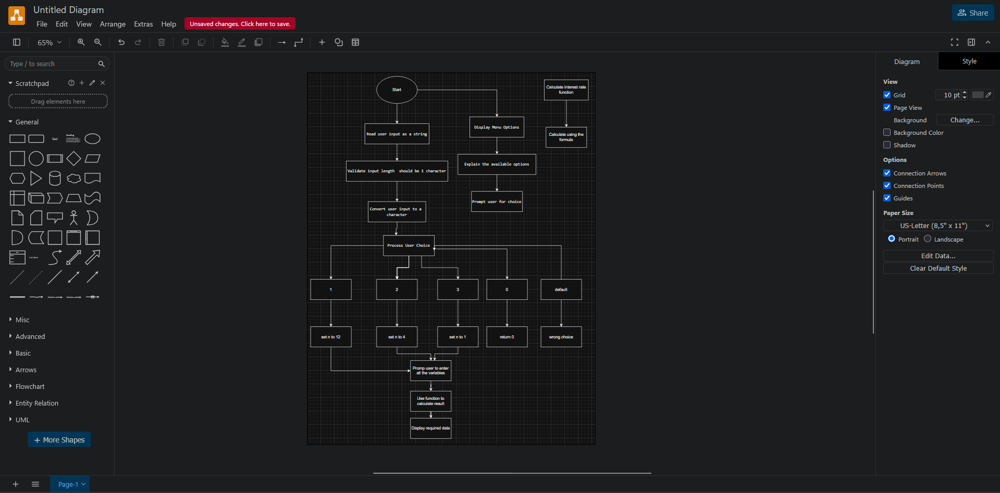 Untitled Diagram
File Edit View Arrange Extras Help Unsaved changes. Click here to save.
Share
65%
Type / to search
Scratchpad
Drag elements here
General
Text
Heading
List Item
Misc
Advanced
Basic
Arrows
Flowchart
Entity Relation
UML
+ More Shapes
Start
Calculate interest rate
function
Display Menu Options
Read user input as a string
Calculate using the
formula
Explain the available options
Validate input length should be 1 character
Prompt user for choice
Convert user input to a
character
Process User Choice
1
2
3
0
default
set n to 12
set n to 4
set n to 1
return 0
wrong choice
Promp user to enter
all the variables
Use function to
calculate result
Display required data
Diagram
Style
View
Grid 10 pt
Page View
Background Change...
Background Color
Shadow
Options
Connection Arrows
Connection Points
Guides
Paper Size
US-Letter (8,5" x 11")
Portrait Landscape
Edit Data...
Clear Default Style
Page-1